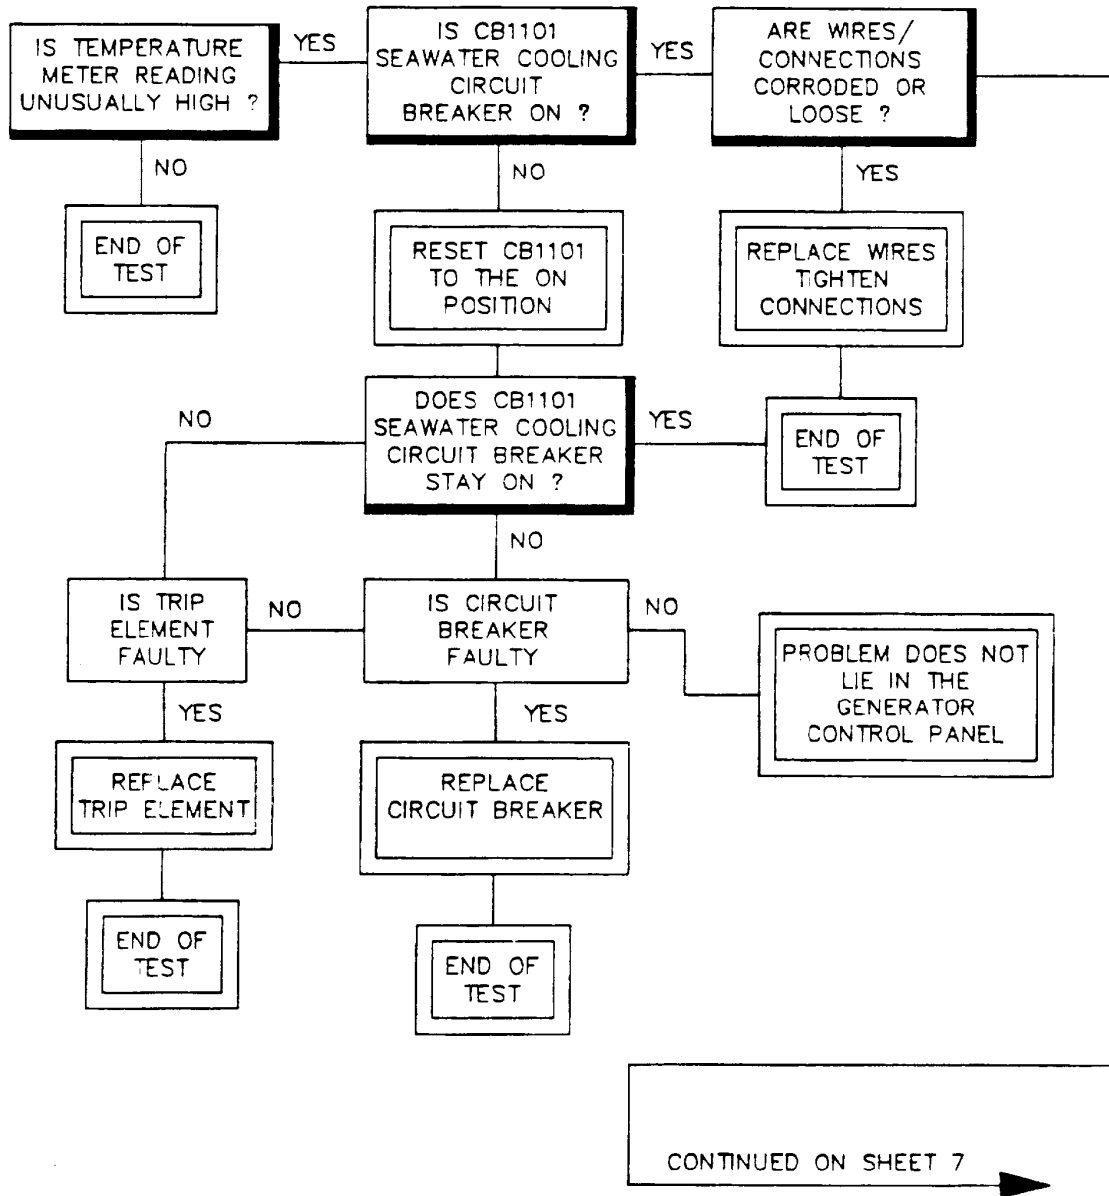 IS TEMPERATURE
METER READING
UNUSUALLY HIGH ?
YES
IS CB1101
SEAWATER COOLING
CIRCUIT
BREAKER ON ?
YES
ARE WIRES/
CONNECTIONS
CORRODED OR
LOOSE ?
NO
NO
YES
END OF
TEST
RESET CB1101
TO THE ON
POSITION
REPLACE WIRES
TIGHTEN
CONNECTIONS
NO
DOES CB1101
SEAWATER COOLING
CIRCUIT BREAKER
STAY ON ?
YES
END OF
TEST
NO
IS TRIP
ELEMENT
FAULTY
NO
IS CIRCUIT
BREAKER
FAULTY
NO
PROBLEM DOES NOT
LIE IN THE
GENERATOR
CONTROL PANEL
YES
YES
REPLACE
TRIP ELEMENT
REPLACE
CIRCUIT BREAKER
END OF
TEST
END OF
TEST
CONTINUED ON SHEET 7